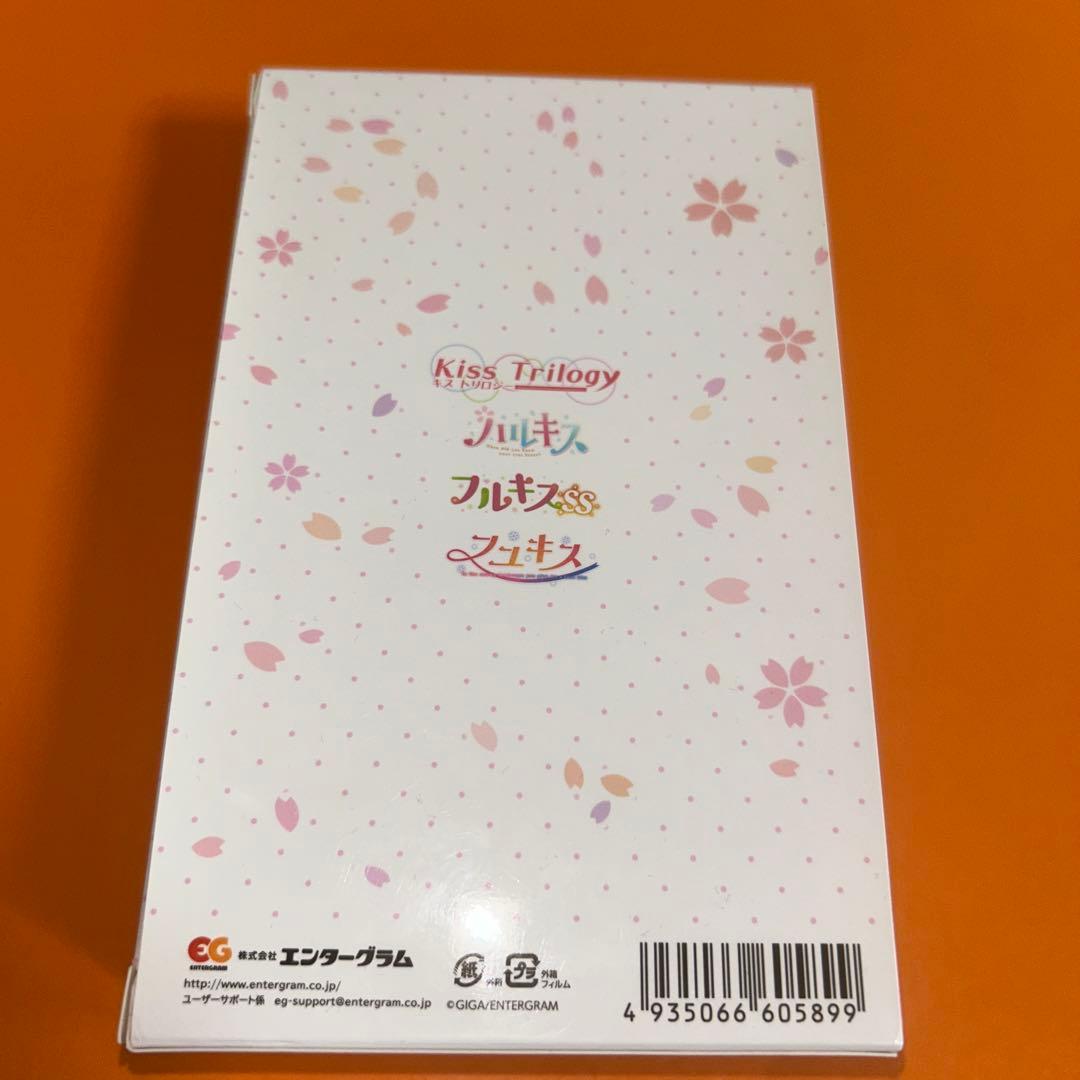 Kiss Trilogy
キス トリロジー
ハルキス
フルキスSS
フユキス
EG
ENTERGRAM
株式会社 エンターグラム
http://www.entergram.co.jp/
ユーザーサポート係 eg-support@entergram.co.jp
紙 外箱
プラ 外箱フィルム
©GIGA/ENTERGRAM
4 935066 605899